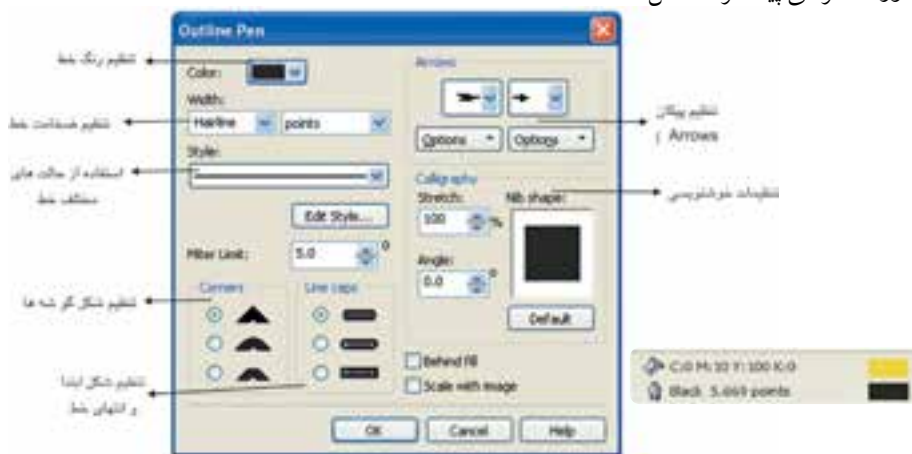 Outline Pen
Color:
Width:
Hairline points
Style:
Edit Style...
Miter Limit: 5.0 °
Corners
Line caps
Arrows
Options Options
Calligraphy
Stretch: Nib shape:
100 %
Angle:
0.0 °
Default
Behind fill
Scale with image
OK Cancel Help
تنظیم رنگ خط
تنظیم ضخامت خط
استفاده از حالت های
مختلف خط
تنظیم شکل گو شه ها
تنظیم شکل ابتدا
و انتهای خط
تنظیم پیکان
( Arrows
تنظیمات خوشنویسی
C:0 M:10 Y:100 K:0
Black 5.669 points